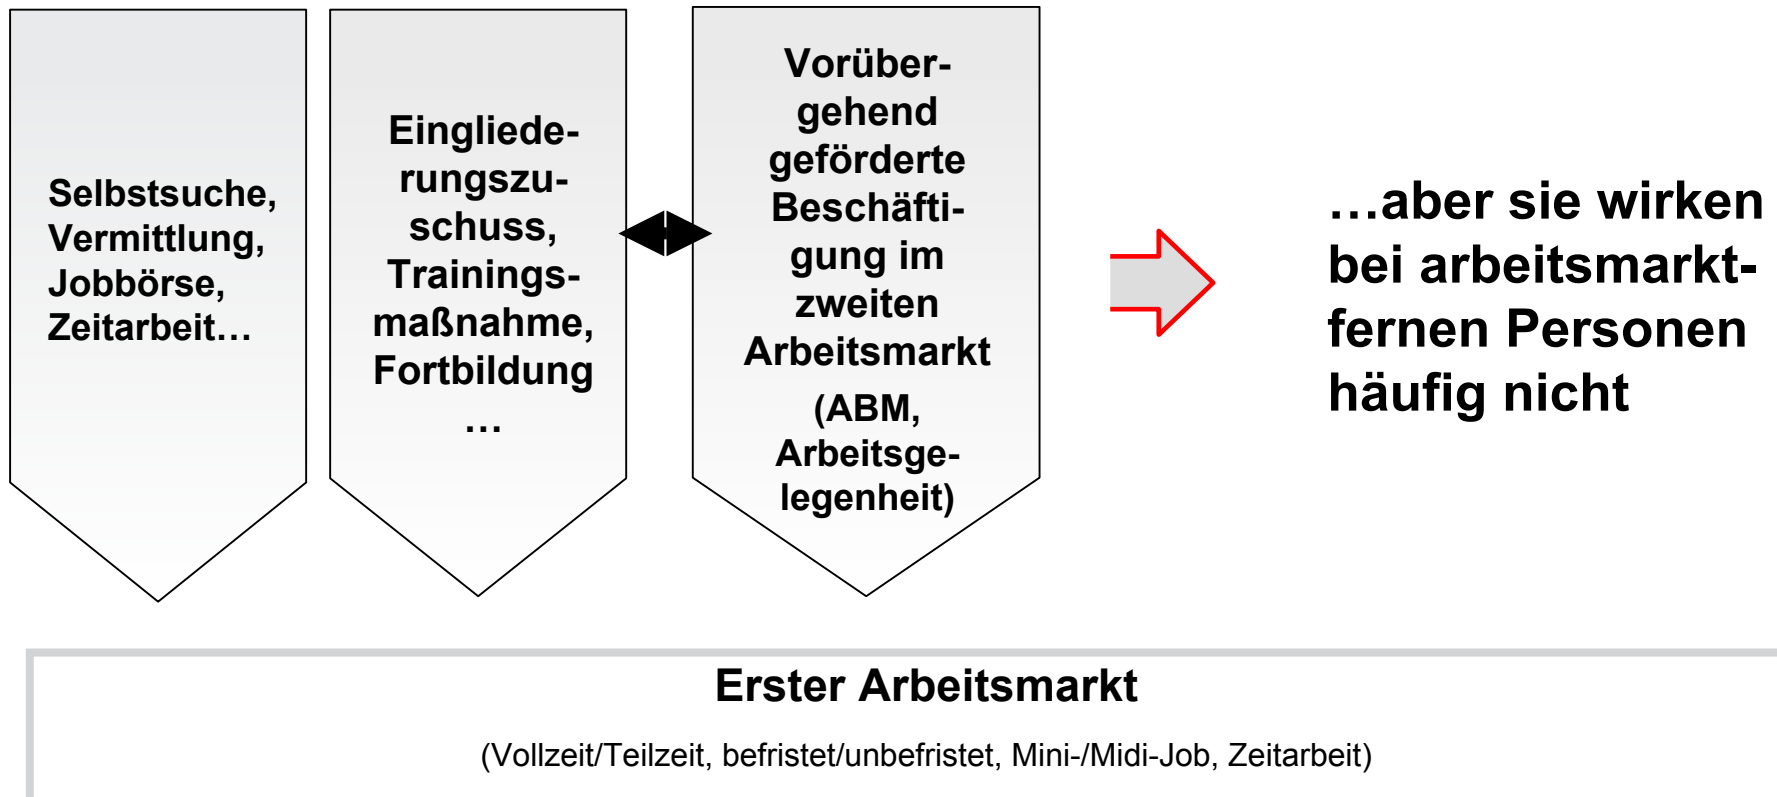 Selbstsuche,
Vermittlung,
Jobbörse,
Zeitarbeit…
Eingliede-
rungszu-
schuss,
Trainings-
maßnahme,
Fortbildung
…
Vorüber-
gehend
geförderte
Beschäfti-
gung im
zweiten
Arbeitsmarkt
(ABM,
Arbeitsge-
legenheit)
…aber sie wirken
bei arbeitsmarkt-
fernen Personen
häufig nicht
Erster Arbeitsmarkt
(Vollzeit/Teilzeit, befristet/unbefristet, Mini-/Midi-Job, Zeitarbeit)